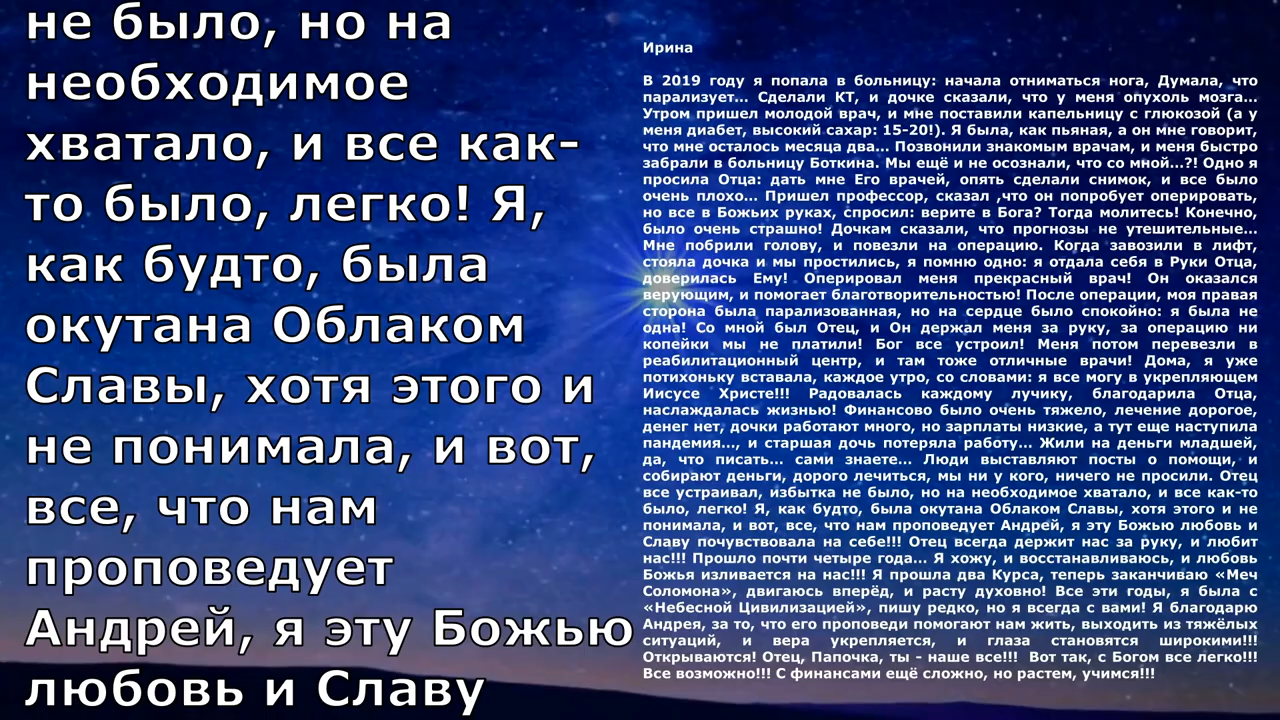 не было, но на
необходимое
хватало, и все как-
то было, легко! Я,
как будто, была
окутана Облаком
Славы, хотя этого и
не понимала, и вот,
все, что нам
проповедует
Андрей, я эту Божью
любовь и Славу
Ирина
В 2019 году я попала в больницу: начала отниматься нога, Думала, что
парализует... Сделали КТ, и дочке сказали, что у меня опухоль мозга...
Утром пришел молодой врач, и мне поставили капельницу с глюкозой (а у
меня диабет, высокий сахар: 15-20!). Я была, как пьяная, а он мне говорит,
что мне осталось месяца два... Позвонили знакомым врачам, и меня быстро
забрали в больницу Боткина. Мы ещё и не осознали, что со мной...?! Одно я
просила Отца: дать мне Его врачей, опять сделали снимок, и все было
очень плохо... Пришел профессор, сказал ,что он попробует оперировать,
но все в Божьих руках, спросил: верите в Бога? Тогда молитесь! Конечно,
было очень страшно! Дочкам сказали, что прогнозы не утешительные...
Мне побрили голову, и повезли на операцию. Когда завозили в лифт,
стояла дочка и мы простились, я помню одно: я отдала себя в Руки Отца,
доверилась Ему! Оперировал меня прекрасный врач! Он оказался
верующим, и помогает благотворительностью! После операции, моя правая
сторона была парализованная, но на сердце было спокойно: я была не
одна! Со мной был Отец, и Он держал меня за руку, за операцию ни
копейки мы не платили! Бог все устроил! Меня потом перевезли в
реабилитационный центр, и там тоже отличные врачи! Дома, я уже
потихоньку вставала, каждое утро, со словами: я все могу в укрепляющем
Иисусе Христе!!! Радовалась каждому лучику, благодарила Отца,
наслаждалась жизнью! Финансово было очень тяжело, лечение дорогое,
денег нет, дочки работают много, но зарплаты низкие, а тут еще наступила
пандемия..., и старшая дочь потеряла работу... Жили на деньги младшей,
да, что писать... сами знаете... Люди выставляют посты о помощи, и
собирают деньги, дорого лечиться, мы ни у кого, ничего не просили. Отец
все устраивал, избытка не было, но на необходимое хватало, и все как-то
было, легко! Я, как будто, была окутана Облаком Славы, хотя этого и не
понимала, и вот, все, что нам проповедует Андрей, я эту Божью любовь и
Славу почувствовала на себе!!! Отец всегда держит нас за руку, и любит
нас!!! Прошло почти четыре года... Я хожу, и восстанавливаюсь, и любовь
Божья изливается на нас!!! Я прошла два Курса, теперь заканчиваю «Меч
Соломона», двигаюсь вперёд, и расту духовно! Все эти годы, я была с
«Небесной Цивилизацией», пишу редко, но я всегда с вами! Я благодарю
Андрея, за то, что его проповеди помогают нам жить, выходить из тяжёлых
ситуаций, и вера укрепляется, и глаза становятся широкими!!!
Открываются! Отец, Папочка, ты - наше все!!! Вот так, с Богом все легко!!!
Все возможно!!! С финансами ещё сложно, но растем, учимся!!!